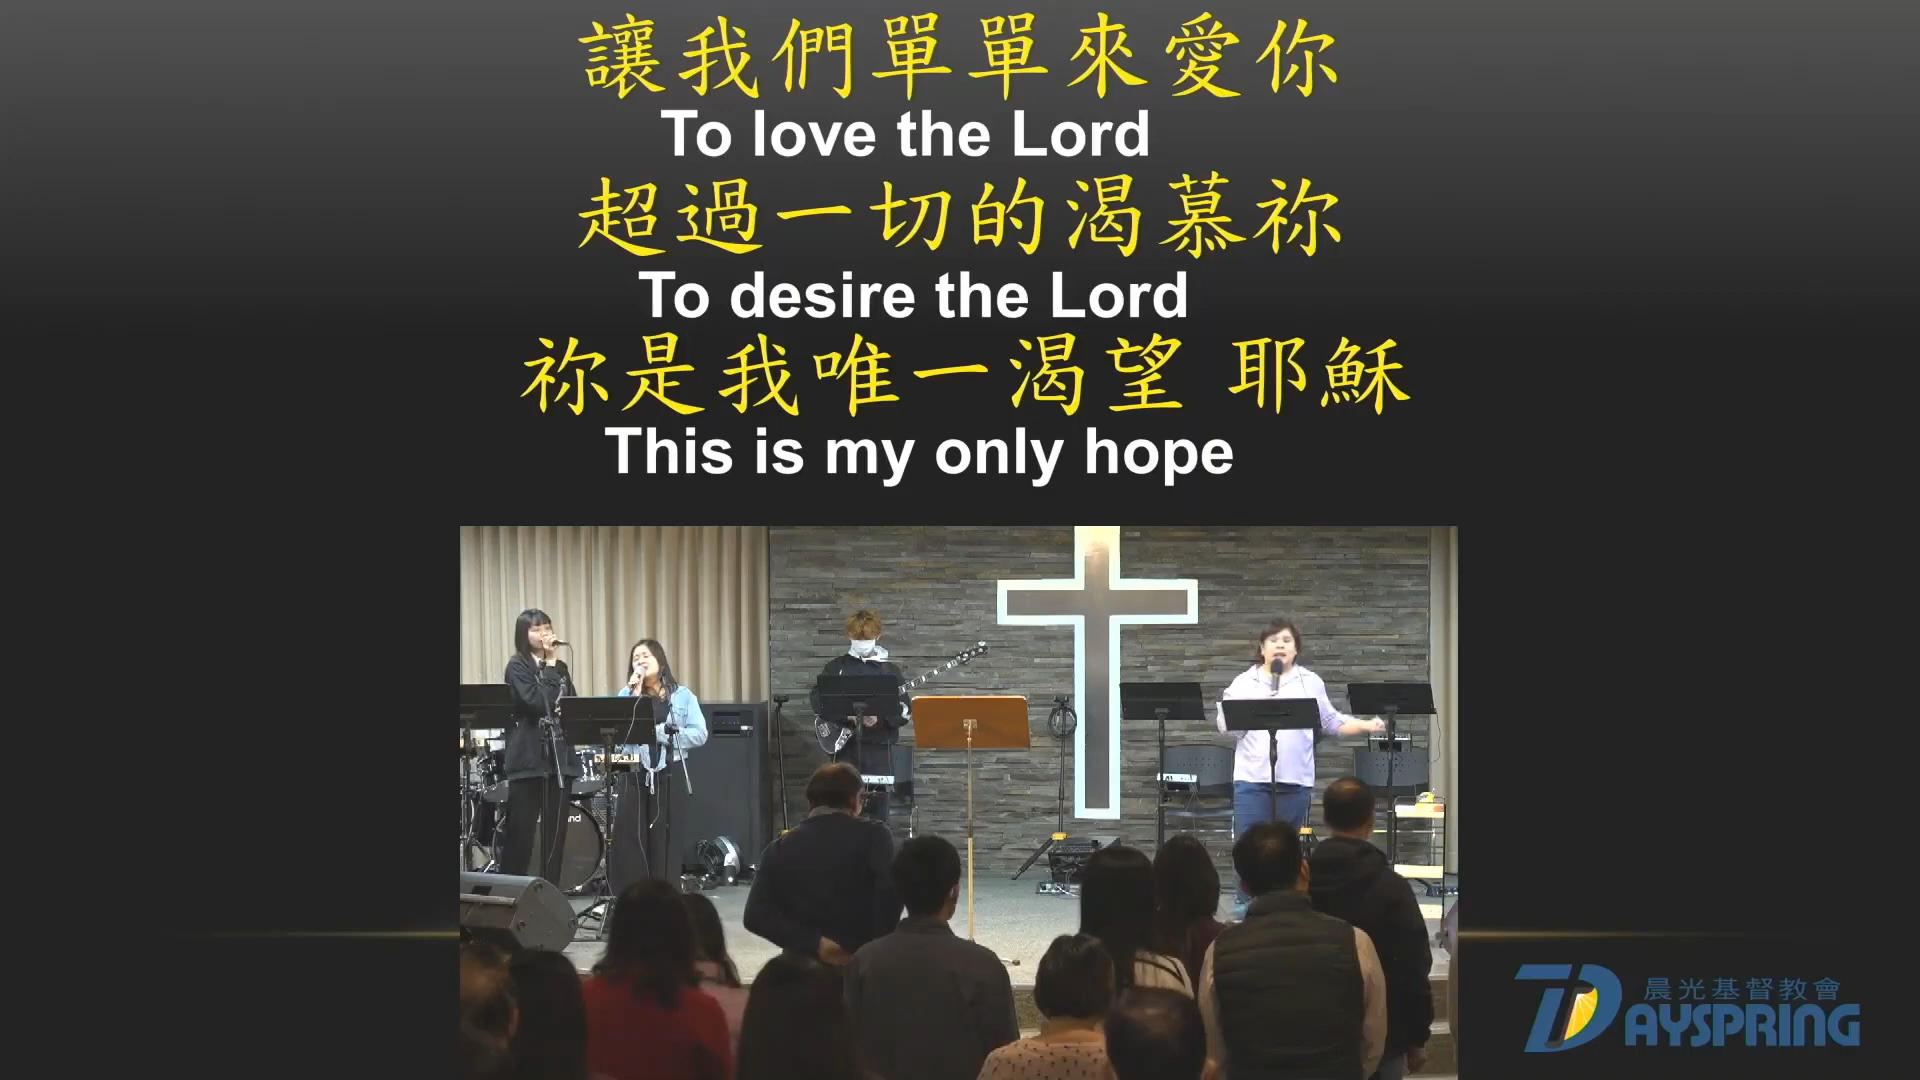 讓我們單單來愛你
To love the Lord
超過一切的渴慕祢
To desire the Lord
祢是我唯一渴望 耶穌
This is my only hope
晨光基督教會
DAYSPRING